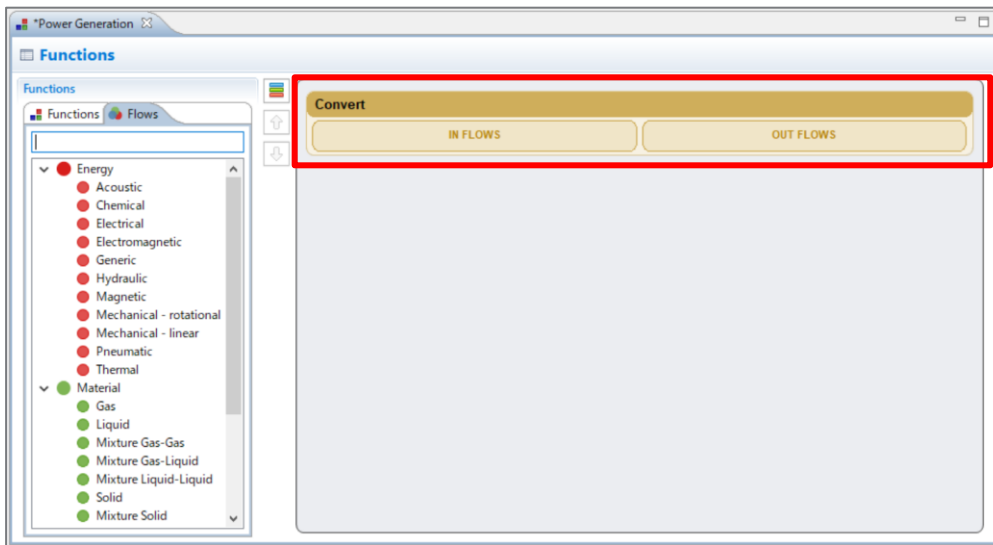 *Power Generation
Functions
Functions
Functions Flows
Energy
Acoustic
Chemical
Electrical
Electromagnetic
Generic
Hydraulic
Magnetic
Mechanical - rotational
Mechanical - linear
Pneumatic
Thermal
Material
Gas
Liquid
Mixture Gas-Gas
Mixture Gas-Liquid
Mixture Liquid-Liquid
Solid
Mixture Solid
Convert
IN FLOWS OUT FLOWS